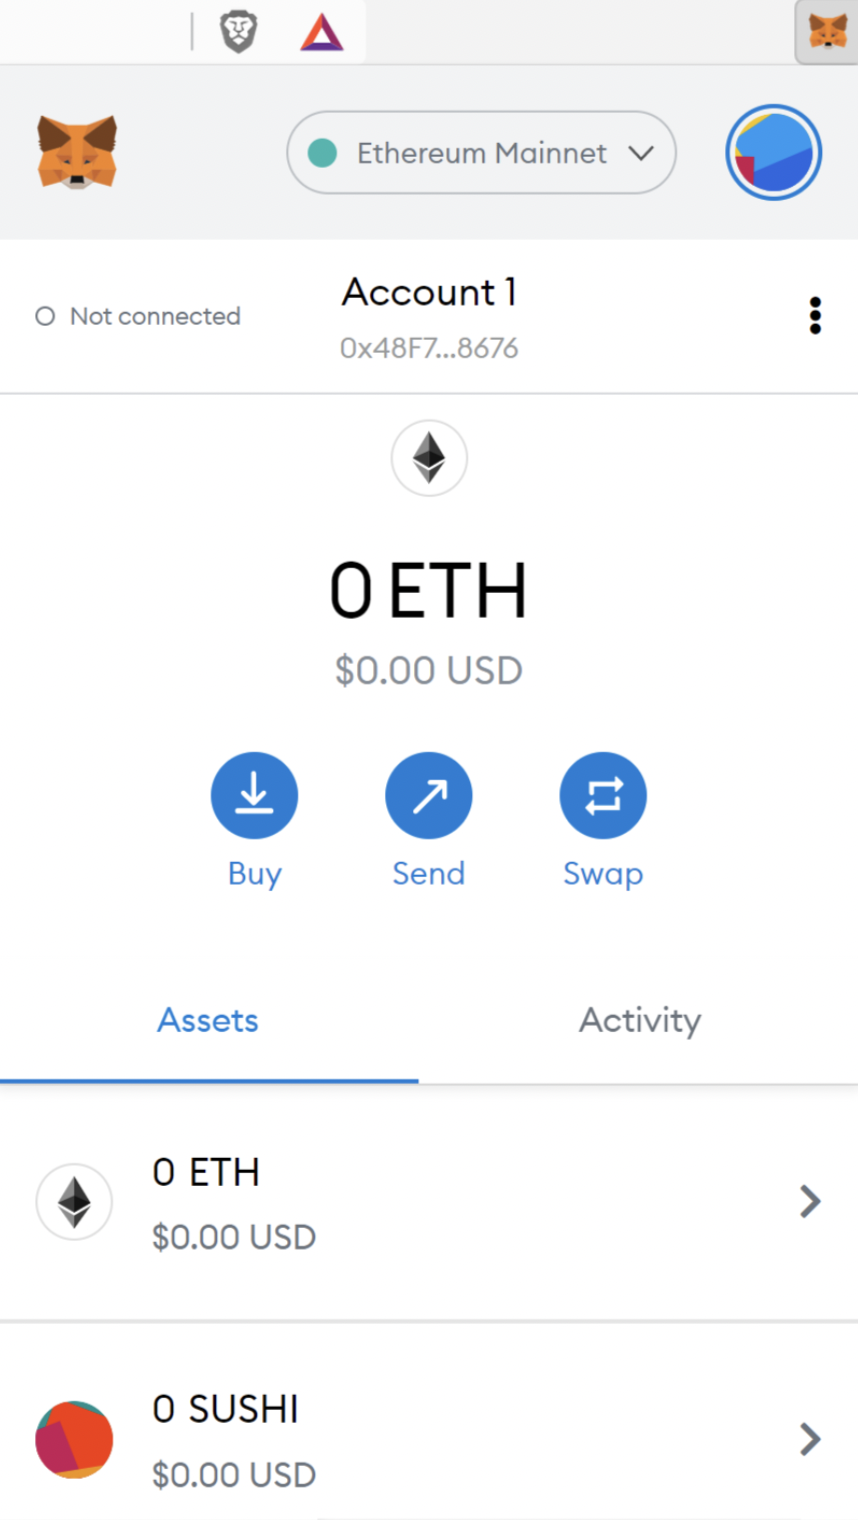 Ethereum Mainnet
Not connected
Account 1
0x48F7...8676
0 ETH
$0.00 USD
Buy
Send
Swap
Assets
Activity
0 ETH
$0.00 USD
0 SUSHI
$0.00 USD